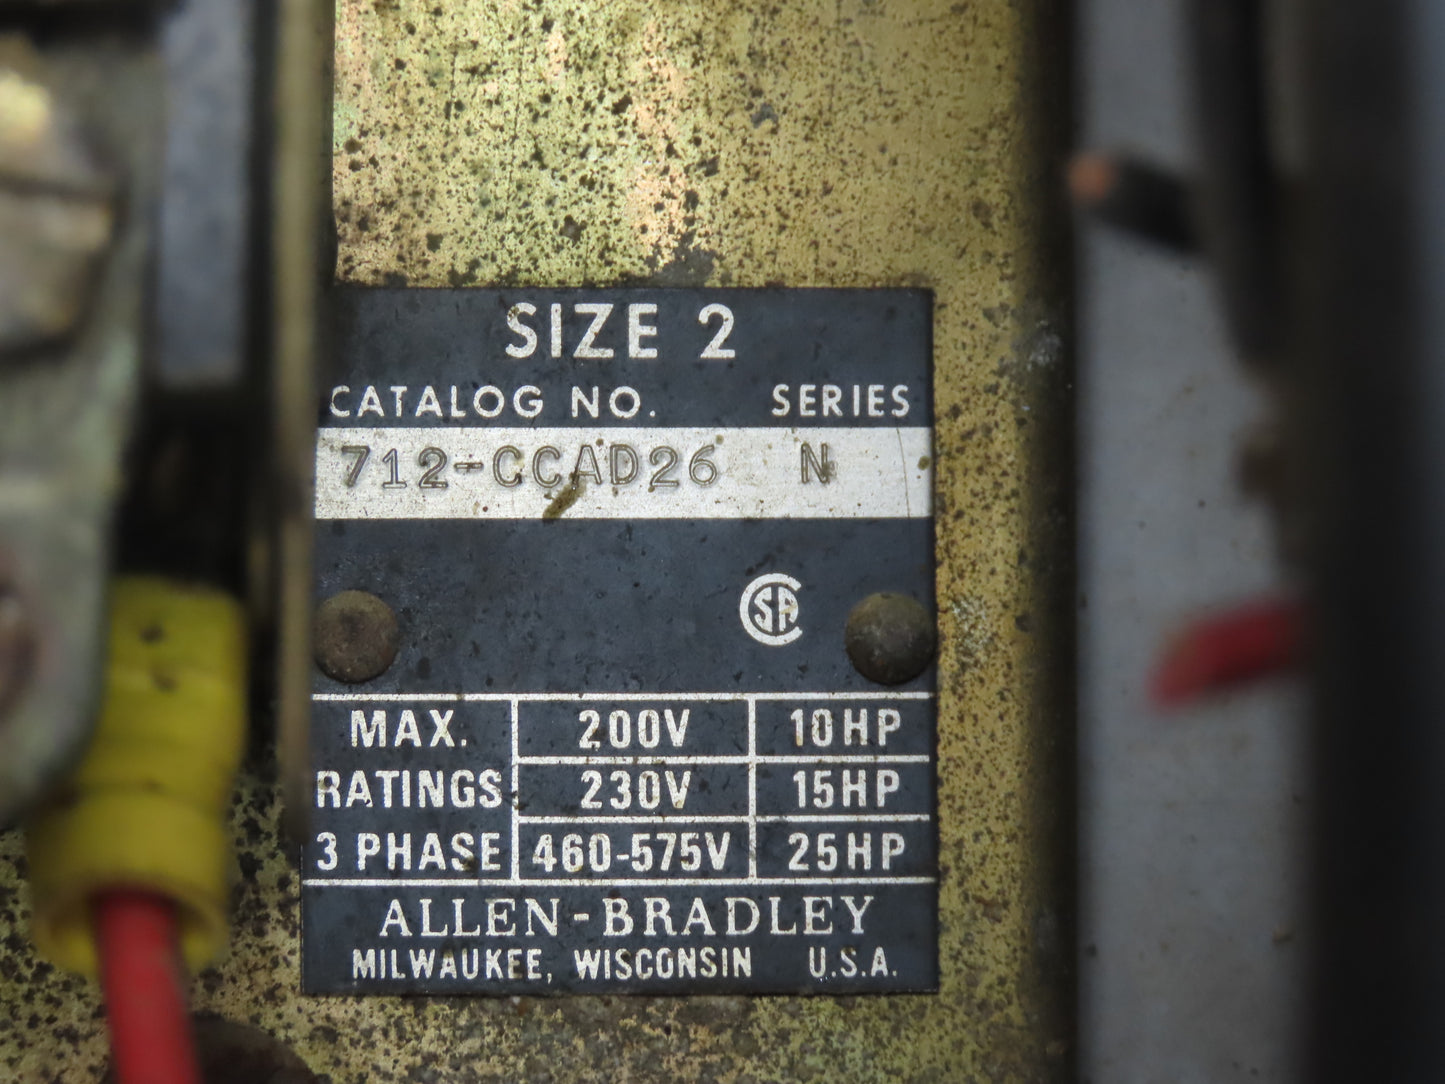 SIZE 2
CATALOG NO. SERIES
712-CCAD26 N
CSA
MAX. 200V 10HP
RATINGS 230V 15HP
3 PHASE 460-575V 25HP
ALLEN-BRADLEY
MILWAUKEE, WISCONSIN U.S.A.